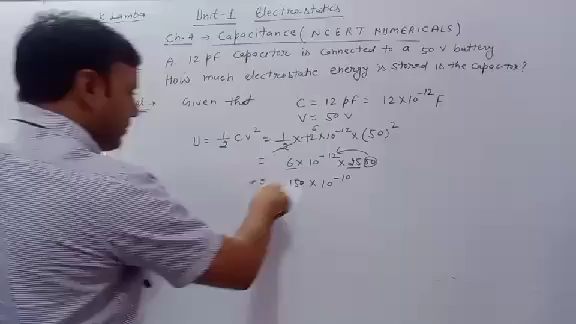 K Lamba Unit-1 Electrostatics
Ch-4 → Capacitance (NCERT NUMERICALS)
A 12 pF capacitor is connected to a 50 V battery
How much electrostatic energy is stored in the capacitor?
Given that C = 12 pF = 12 × 10⁻¹² F
V = 50 V
U = 1/2 CV² = 1/2 × 12 × 10⁻¹² × (50)²
= 6 × 10⁻¹² × 2500
= 150 × 10⁻¹⁰